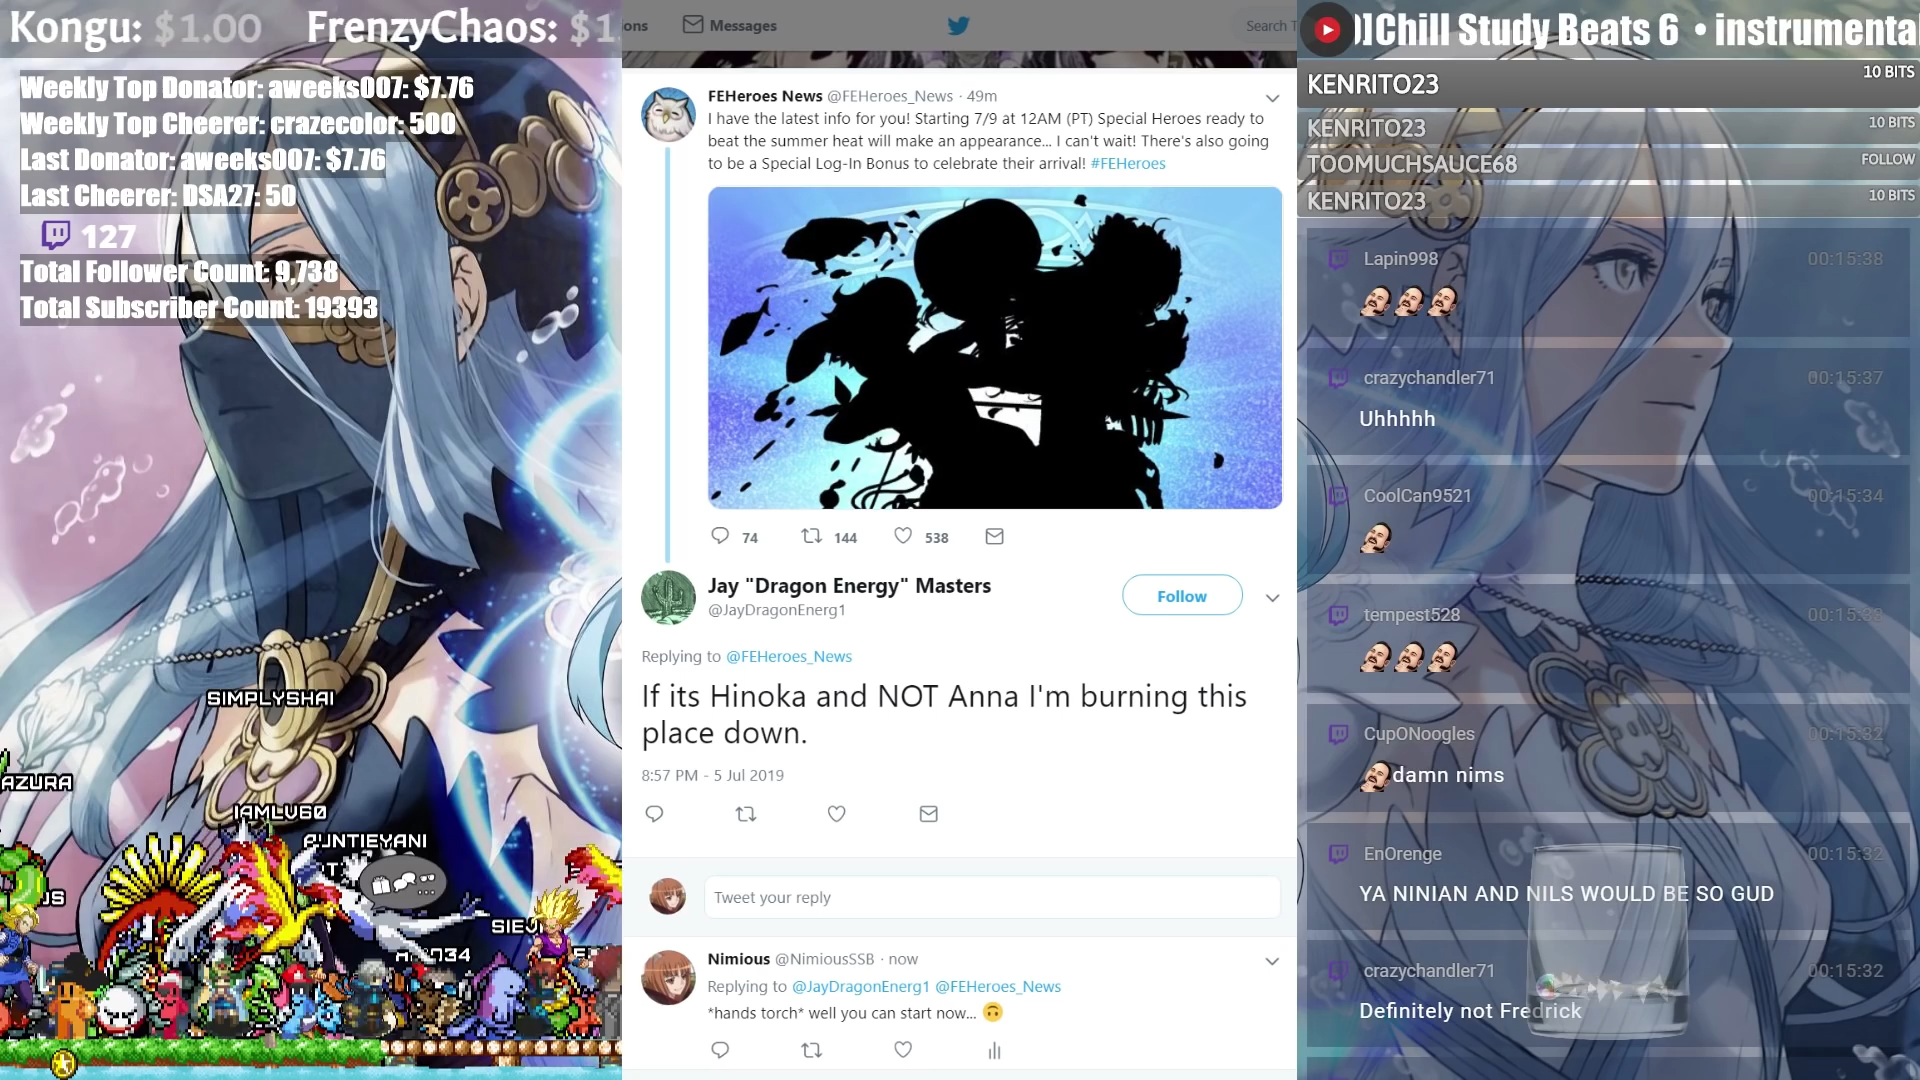 Kongu: $1.00 FrenzyChaos: $1
Weekly Top Donator: aweeks007: $7.76
Weekly Top Cheerer: crazecolor: 500
Last Donator: aweeks007: $7.76
Last Cheerer: DSA27: 50
127
Total Follower Count: 9,738
Total Subscriber Count: 19393
SIMPLYSHAI
AZURA
IAMLV60
AUNTIEYANI
ons Messages Search T
FEHeroes News @FEHeroes_News · 49m
I have the latest info for you! Starting 7/9 at 12AM (PT) Special Heroes ready to
beat the summer heat will make an appearance... I can't wait! There's also going
to be a Special Log-In Bonus to celebrate their arrival! #FEHeroes
74 144 538
Jay "Dragon Energy" Masters
@JayDragonEnerg1
Follow
Replying to @FEHeroes_News
If its Hinoka and NOT Anna I'm burning this
place down.
8:57 PM - 5 Jul 2019
Tweet your reply
Nimious @NimiousSSB · now
Replying to @JayDragonEnerg1 @FEHeroes_News
*hands torch* well you can start now... 🙃
]Chill Study Beats 6 • instrumenta
KENRITO23 10 BITS
KENRITO23 10 BITS
TOOMUCHSAUCE68 FOLLOW
KENRITO23 10 BITS
Lapin998 00:15:38
crazychandler71 00:15:37
Uhhhhh
CoolCan9521 00:15:34
tempest528
CupONoogles 00:15:32
damn nims
EnOrenge 00:15:32
YA NINIAN AND NILS WOULD BE SO GUD
crazychandler71 00:15:32
Definitely not Fredrick